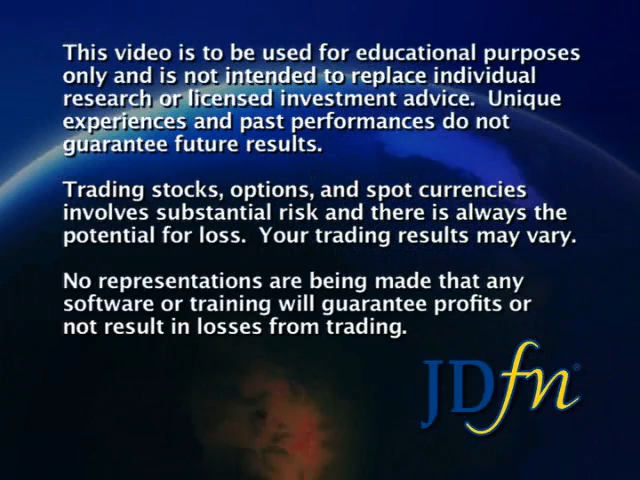 This video is to be used for educational purposes
only and is not intended to replace individual
research or licensed investment advice.  Unique
experiences and past performances do not
guarantee future results.
Trading stocks, options, and spot currencies
involves substantial risk and there is always the
potential for loss.  Your trading results may vary.
No representations are being made that any
software or training will guarantee profits or
not result in losses from trading.
JDfn®